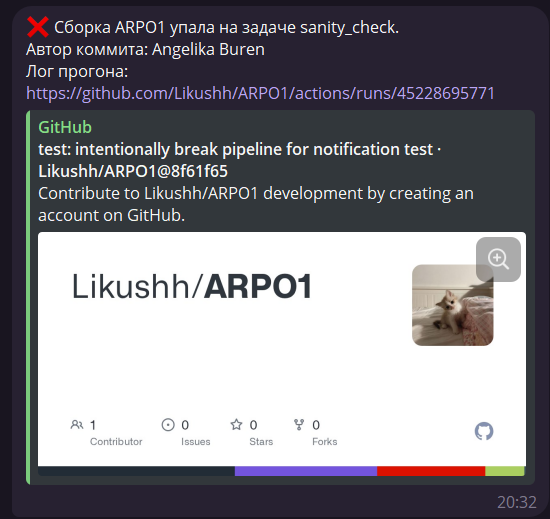 ❌ Сборка ARPO1 упала на задаче sanity_check.
Автор коммита: Angelika Buren
Лог прогона:
https://github.com/Likushh/ARPO1/actions/runs/45228695771
GitHub
test: intentionally break pipeline for notification test ·
Likushh/ARPO1@8f61f65
Contribute to Likushh/ARPO1 development by creating an
account on GitHub.
Likushh/ARPO1
1 Contributor
0 Issues
0 Stars
0 Forks
20:32